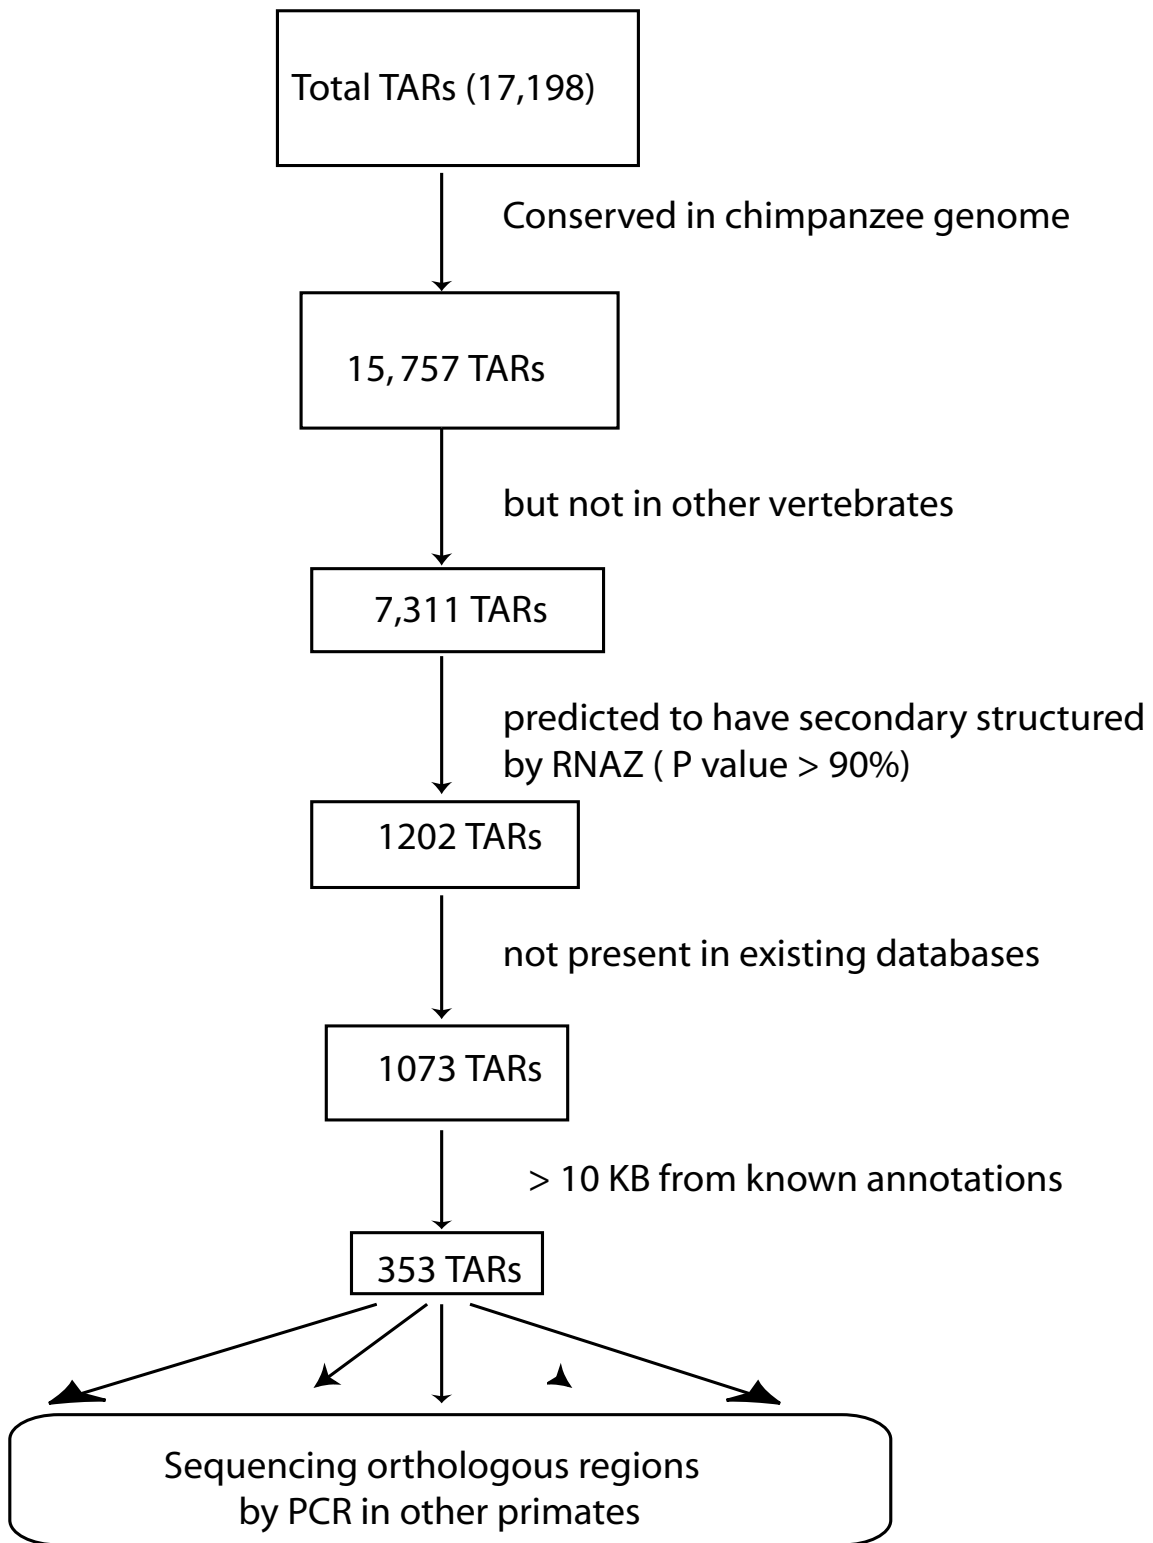 Total TARs (17,198)
Conserved in chimpanzee genome
15, 757 TARs
but not in other vertebrates
7,311 TARs
predicted to have secondary structured
by RNAZ ( P value > 90%)
1202 TARs
not present in existing databases
1073 TARs
> 10 KB from known annotations
353 TARs
Sequencing orthologous regions
by PCR in other primates